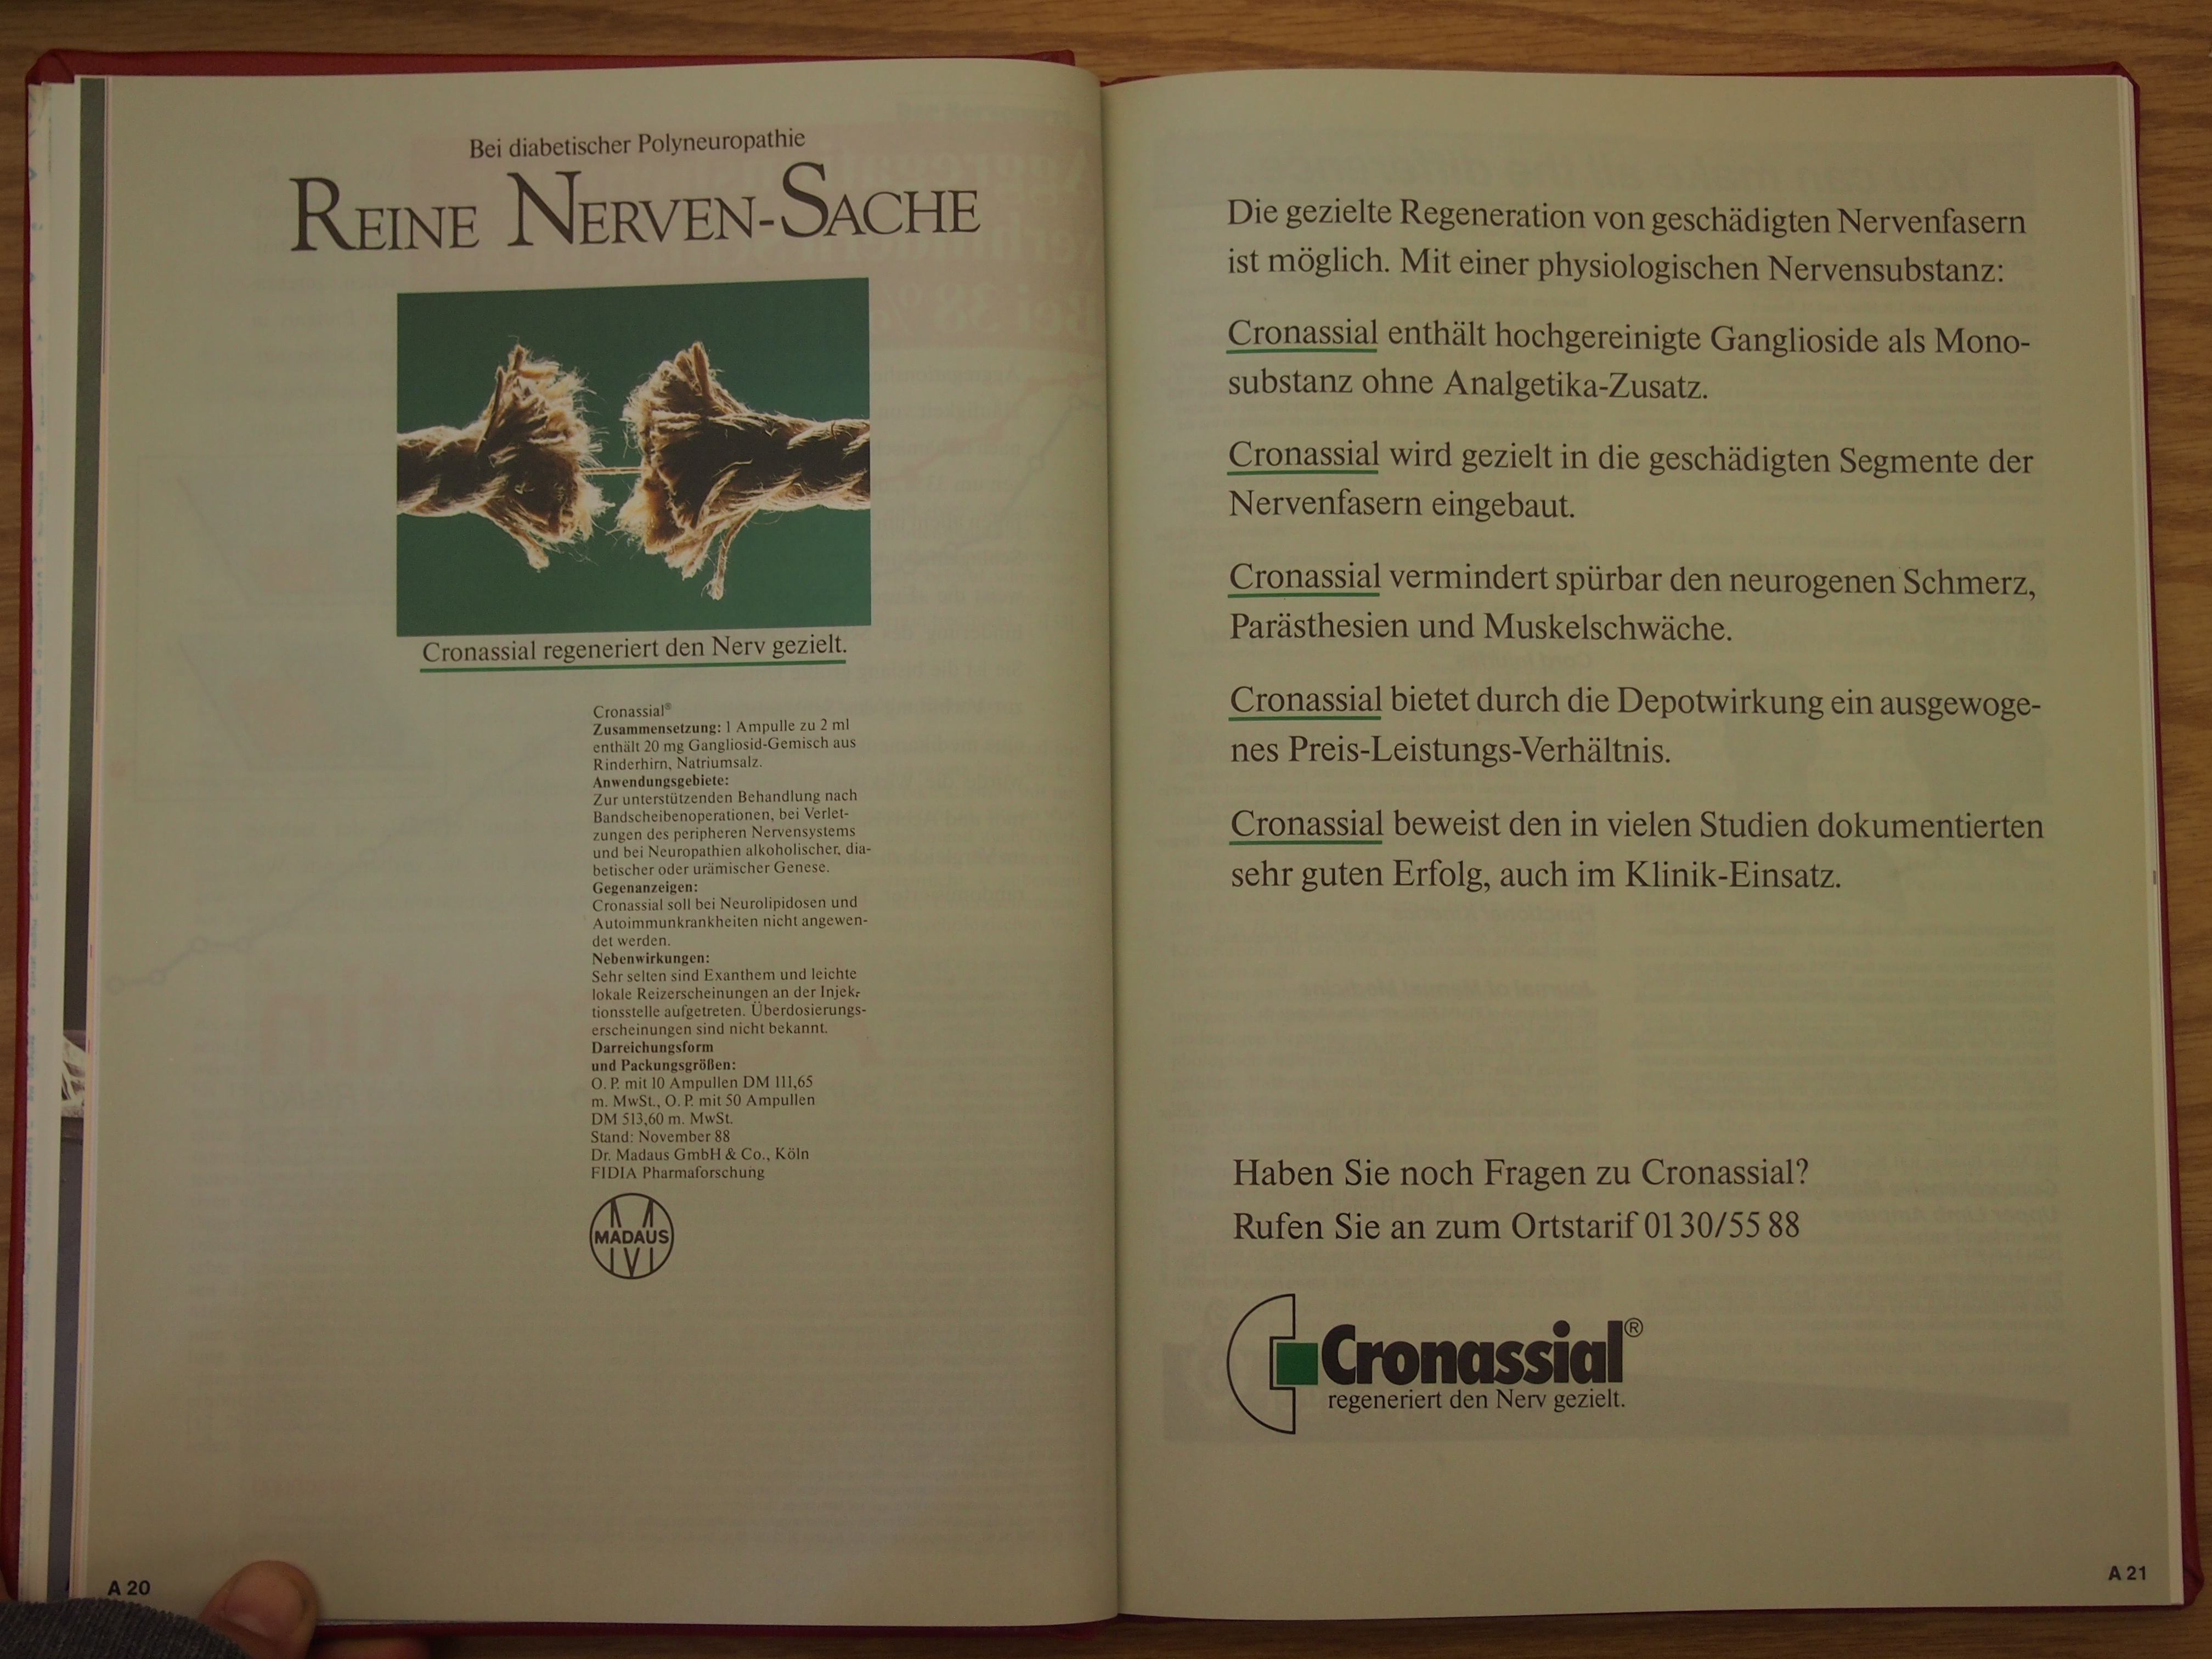 Bei diabetischer Polyneuropathie
REINE NERVEN-SACHE
Cronassial regeneriert den Nerv gezielt.
Cronassial®
Zusammensetzung: 1 Ampulle zu 2 ml
enthält 20 mg Gangliosid-Gemisch aus
Rinderhirn, Natriumsalz.
Anwendungsgebiete:
Zur unterstützenden Behandlung nach
Bandscheibenoperationen, bei Verlet-
zungen des peripheren Nervensystems
und bei Neuropathien alkoholischer, dia-
betischer oder urämischer Genese.
Gegenanzeigen:
Cronassial soll bei Neurolipidosen und
Autoimmunkrankheiten nicht angewen-
det werden.
Nebenwirkungen:
Sehr selten sind Exanthem und leichte
lokale Reizerscheinungen an der Injek-
tionsstelle aufgetreten. Überdosierungs-
erscheinungen sind nicht bekannt.
Darreichungsform
und Packungsgrößen:
O. P. mit 10 Ampullen DM 111,65
m. MwSt., O. P. mit 50 Ampullen
DM 513,60 m. MwSt.
Stand: November 88
Dr. Madaus GmbH & Co., Köln
FIDIA Pharmaforschung
MADAUS
A 20
Die gezielte Regeneration von geschädigten Nervenfasern
ist möglich. Mit einer physiologischen Nervensubstanz:
Cronassial enthält hochgereinigte Ganglioside als Mono-
substanz ohne Analgetika-Zusatz.
Cronassial wird gezielt in die geschädigten Segmente der
Nervenfasern eingebaut.
Cronassial vermindert spürbar den neurogenen Schmerz,
Parästhesien und Muskelschwäche.
Cronassial bietet durch die Depotwirkung ein ausgewoge-
nes Preis-Leistungs-Verhältnis.
Cronassial beweist den in vielen Studien dokumentierten
sehr guten Erfolg, auch im Klinik-Einsatz.
Haben Sie noch Fragen zu Cronassial?
Rufen Sie an zum Ortstarif 01 30/55 88
Cronassial®
regeneriert den Nerv gezielt.
A 21